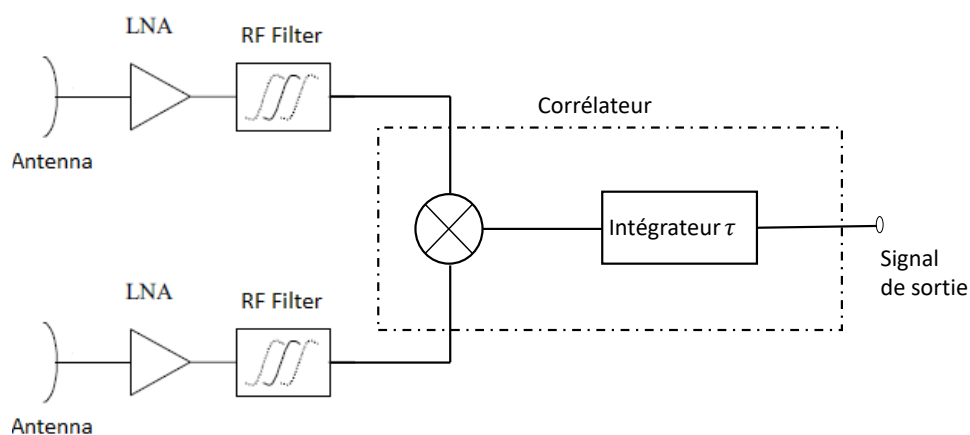 LNA
RF Filter
Antenna
Corrélateur
Intégrateur τ
Signal
de sortie
LNA
RF Filter
Antenna